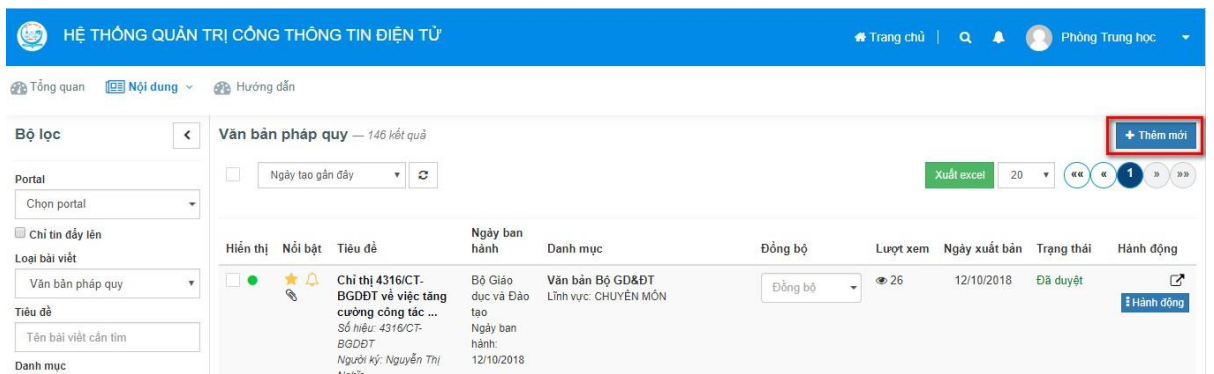 HỆ THỐNG QUẢN TRỊ CỔNG THÔNG TIN ĐIỆN TỬ
Trang chủ |
Phòng Trung học
Tổng quan
Nội dung
Hướng dẫn
Bộ lọc
Portal
Chọn portal
Chỉ tin đẩy lên
Loại bài viết
Văn bản pháp quy
Tiêu đề
Tên bài viết cần tìm
Danh mục
Văn bản pháp quy — 146 kết quả
+ Thêm mới
Ngày tạo gần đây
Xuất excel
20
«« « 1 » »»
Hiển thị
Nổi bật
Tiêu đề
Ngày ban
hành
Danh mục
Đồng bộ
Lượt xem
Ngày xuất bản
Trạng thái
Hành động
Chỉ thị 4316/CT-
BGDĐT về việc tăng
cường công tác ...
Số hiệu: 4316/CT-
BGDĐT
Người ký: Nguyễn Thị
Bộ Giáo
dục và Đào
tạo
Ngày ban
hành:
12/10/2018
Văn bản Bộ GD&ĐT
Lĩnh vực: CHUYÊN MÔN
Đồng bộ
26
12/10/2018
Đã duyệt
Hành động